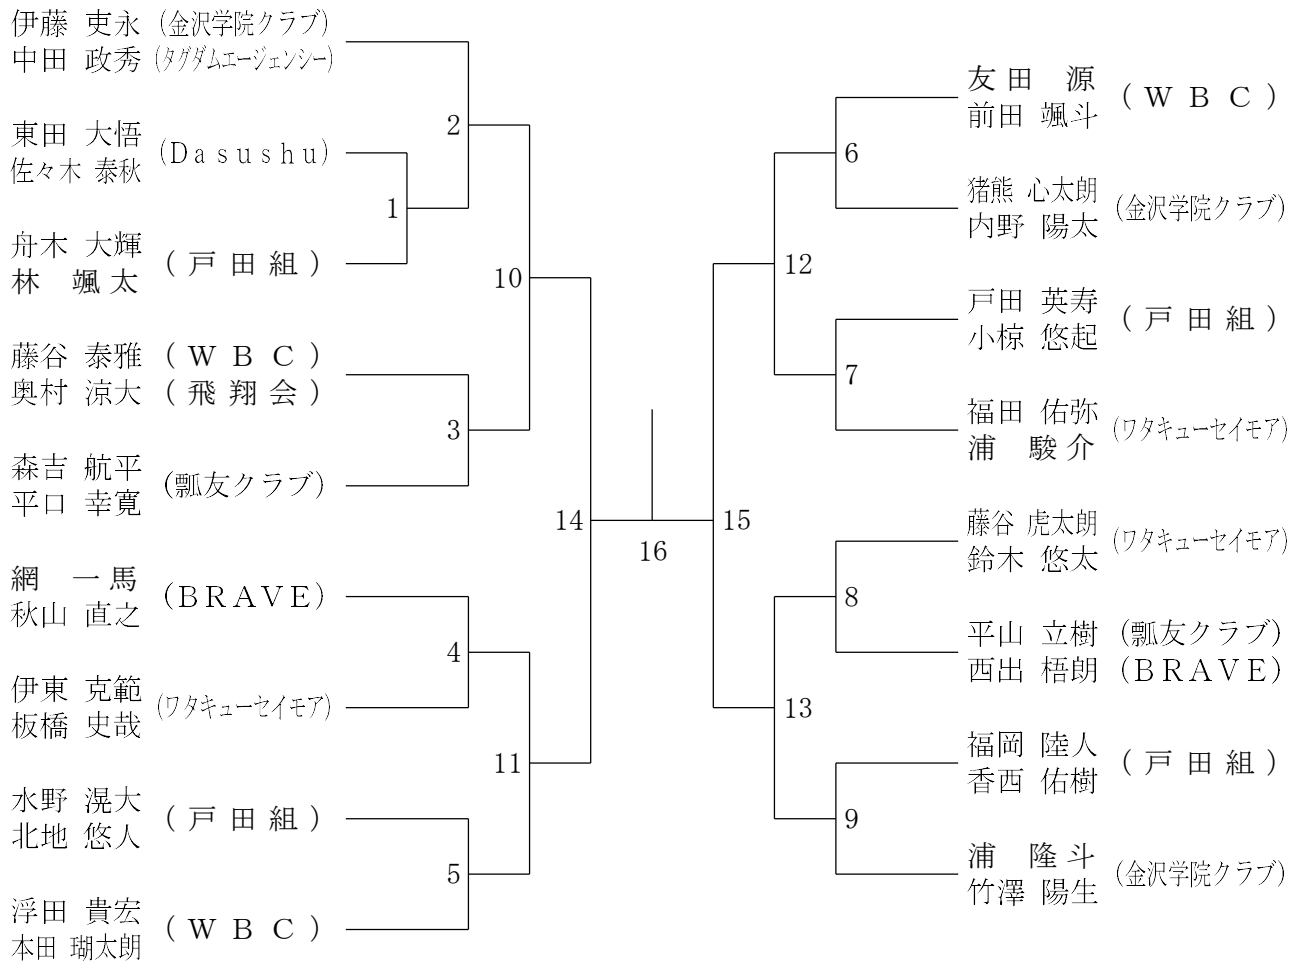 伊藤 吏永 (金沢学院クラブ)
中田 政秀 (タグダムエージェンシー)
東田 大悟 (Dasushu)
佐々木 泰秋
舟木 大輝 (戸田組)
林 颯太
藤谷 泰雅 (WBC)
奥村 涼大 (飛翔会)
森吉 航平 (瓢友クラブ)
平口 幸寛
網 一馬 (BRAVE)
秋山 直之
伊東 克範 (ワタキューセイモア)
板橋 史哉
水野 滉大 (戸田組)
北地 悠人
浮田 貴宏 (WBC)
本田 瑚太朗
1
2
3
4
5
10
11
14
16
15
12
13
6
7
8
9
友田 源 (WBC)
前田 颯斗
猪熊 心太朗 (金沢学院クラブ)
内野 陽太
戸田 英寿 (戸田組)
小椋 悠起
福田 佑弥 (ワタキューセイモア)
浦 駿介
藤谷 虎太朗 (ワタキューセイモア)
鈴木 悠太
平山 立樹 (瓢友クラブ)
西出 梧朗 (BRAVE)
福岡 陸人 (戸田組)
香西 佑樹
浦 隆斗 (金沢学院クラブ)
竹澤 陽生